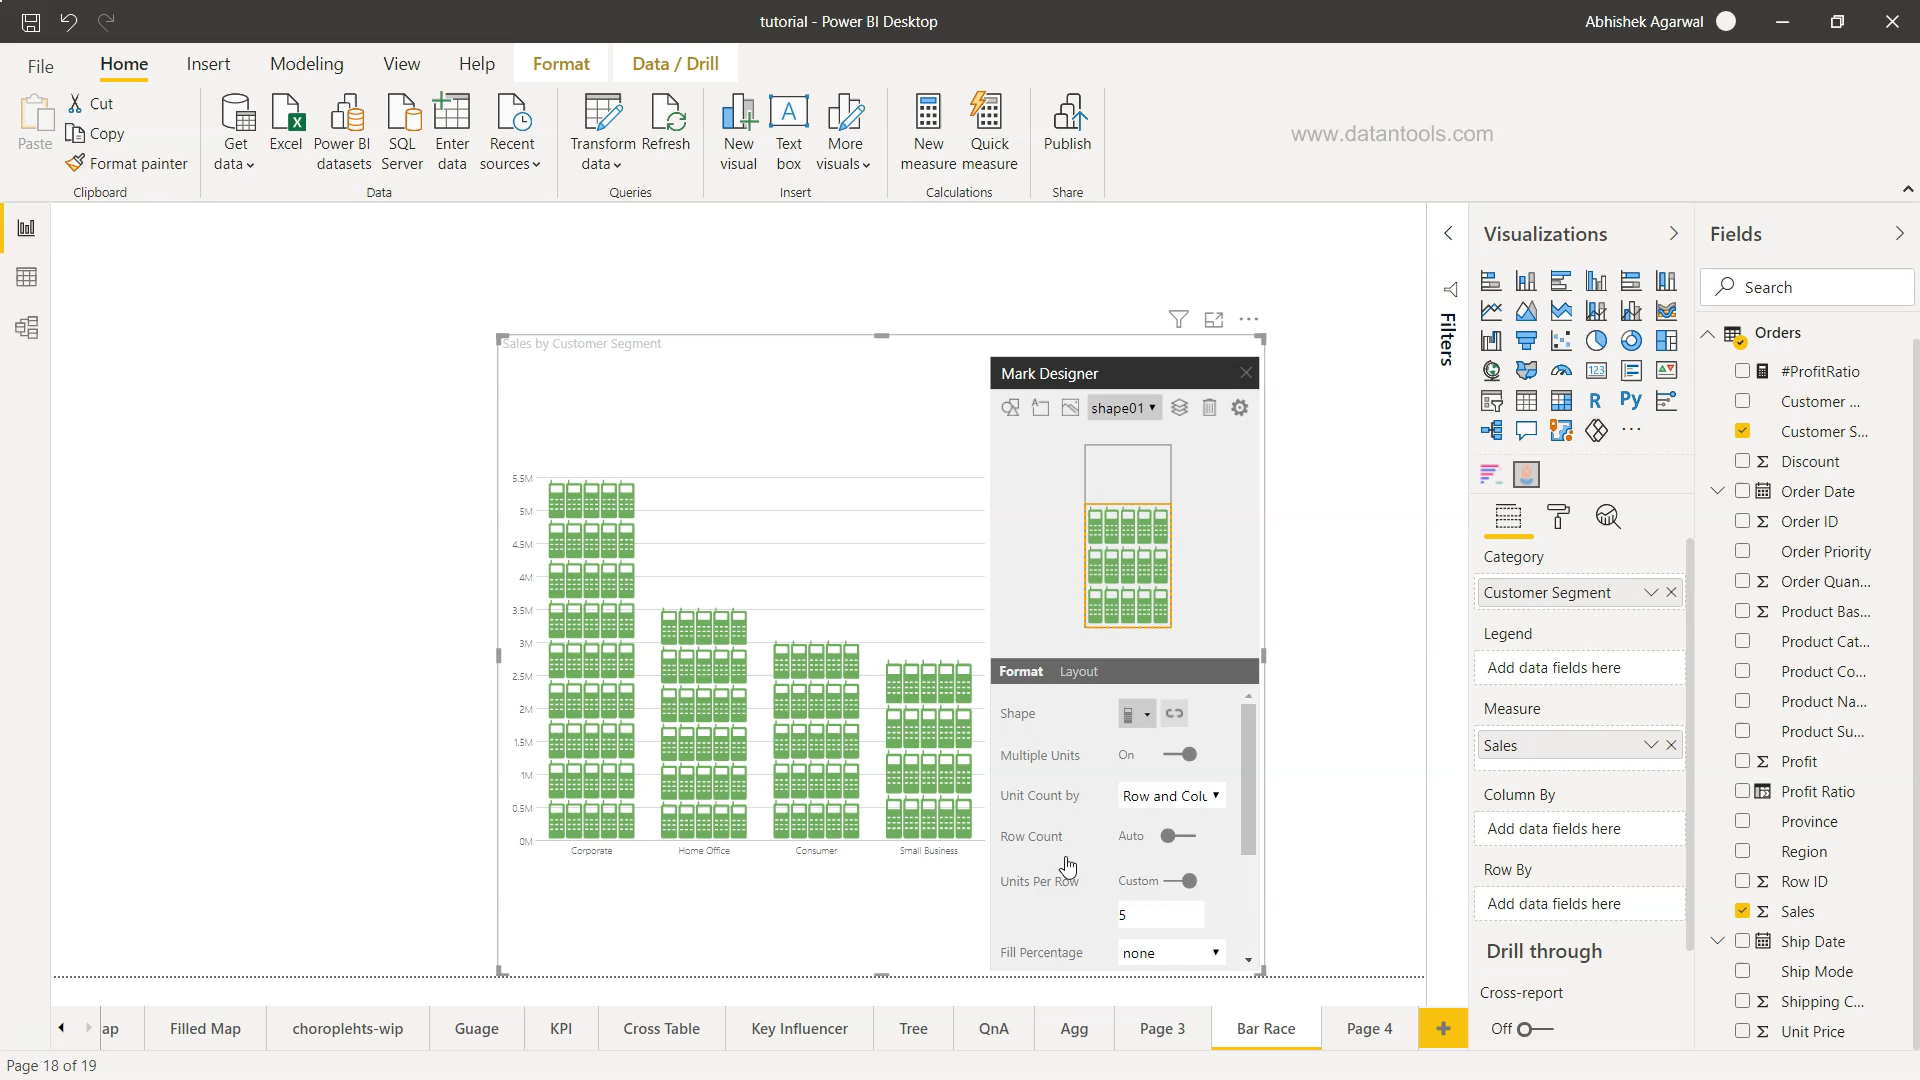 tutorial - Power BI Desktop
Abhishek Agarwal
File
Home
Insert
Modeling
View
Help
Format
Data / Drill
Paste
Cut
Copy
Format painter
Clipboard
Get data
Excel
Power BI datasets
SQL Server
Enter data
Recent sources
Data
Transform data
Refresh
Queries
New visual
Text box
More visuals
Insert
New measure
Quick measure
Calculations
Publish
Share
www.datantools.com
Sales by Customer Segment
5.5M
5M
4.5M
4M
3.5M
3M
2.5M
2M
1.5M
1M
0.5M
0M
Corporate
Home Office
Consumer
Small Business
Mark Designer
shape01
Format
Layout
Shape
Multiple Units
On
Unit Count by
Row and Colu
Row Count
Auto
Units Per Row
Custom
5
Fill Percentage
none
Filters
Visualizations
123
R
Py
Category
Customer Segment
Legend
Add data fields here
Measure
Sales
Column By
Add data fields here
Row By
Add data fields here
Drill through
Cross-report
Off
Fields
Search
Orders
#ProfitRatio
Customer ...
Customer S...
Σ Discount
Order Date
Σ Order ID
Order Priority
Σ Order Quan...
Σ Product Bas...
Product Cat...
Product Co...
Product Na...
Product Su...
Σ Profit
Profit Ratio
Province
Region
Σ Row ID
Σ Sales
Ship Date
Ship Mode
Σ Shipping C...
Σ Unit Price
ap
Filled Map
choroplehts-wip
Guage
KPI
Cross Table
Key Influencer
Tree
QnA
Agg
Page 3
Bar Race
Page 4
Page 18 of 19